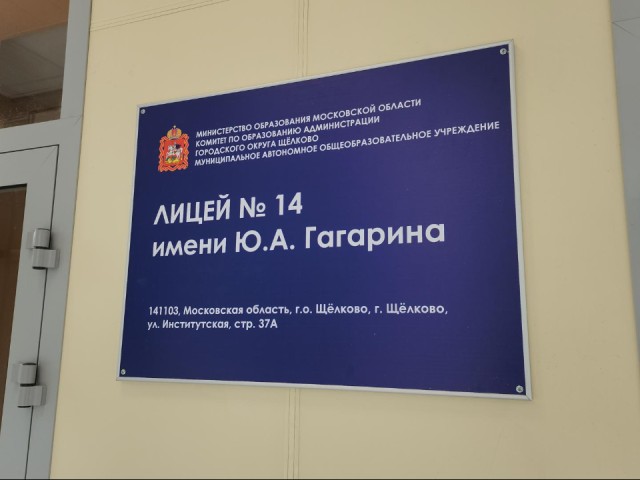 МИНИСТЕРСТВО ОБРАЗОВАНИЯ МОСКОВСКОЙ ОБЛАСТИ
КОМИТЕТ ПО ОБРАЗОВАНИЮ АДМИНИСТРАЦИИ
ГОРОДСКОГО ОКРУГА ЩЁЛКОВО
МУНИЦИПАЛЬНОЕ АВТОНОМНОЕ ОБЩЕОБРАЗОВАТЕЛЬНОЕ УЧРЕЖДЕНИЕ
ЛИЦЕЙ № 14
имени Ю.А. Гагарина
141103, Московская область, г.о. Щёлково, г. Щёлково,
ул. Институтская, стр. 37А